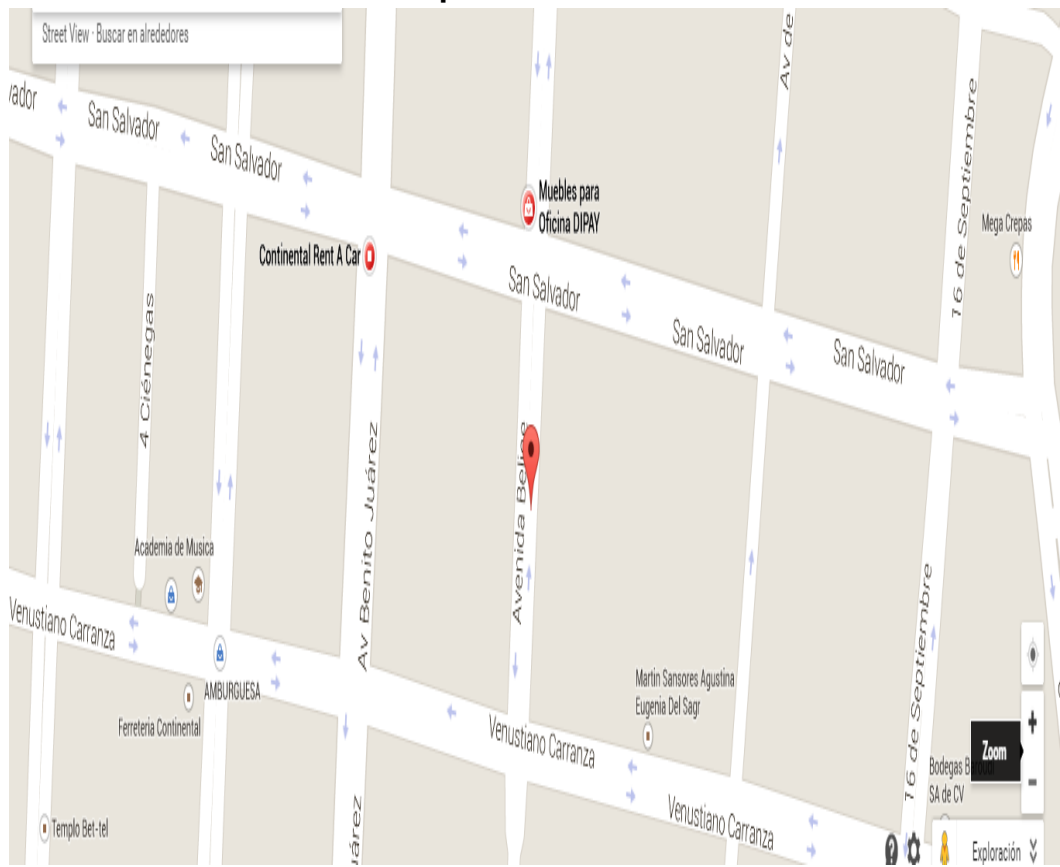 Street View - Buscar en alrededores
vador
San Salvador
San Salvador
Av de
16 de Septiembre
Muebles para
Oficina DIPAY
Mega Crepas
Continental Rent A Car
San Salvador
San Salvador
San Salvador
4 Ciénegas
Av Benito Juárez
Avenida
Academia de Musica
Venustiano Carranza
AMBURGUESA
Ferreteria Continental
Martin Sansores Agustina
Eugenia Del Sagr
16 de Septiembre
Venustiano Carranza
Zoom
+
−
Bodegas
SA de CV
Venustiano Carranza
Templo Bet-tel
uárez
Exploración